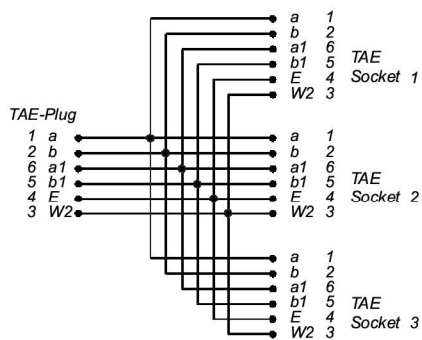 a 1
b 2
a1 6
b1 5
E 4
W2 3
TAE
Socket 1
TAE-Plug
1 a
2 b
6 a1
5 b1
4 E
3 W2
a 1
b 2
a1 6
b1 5
E 4
W2 3
TAE
Socket 2
a 1
b 2
a1 6
b1 5
E 4
W2 3
TAE
Socket 3